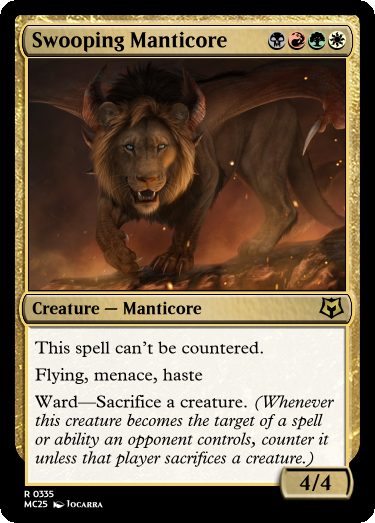 Swooping Manticore
Creature — Manticore
This spell can't be countered.
Flying, menace, haste
Ward—Sacrifice a creature. (Whenever
this creature becomes the target of a spell
or ability an opponent controls, counter it
unless that player sacrifices a creature.)
4/4
R 0335
MC25 Jocarra